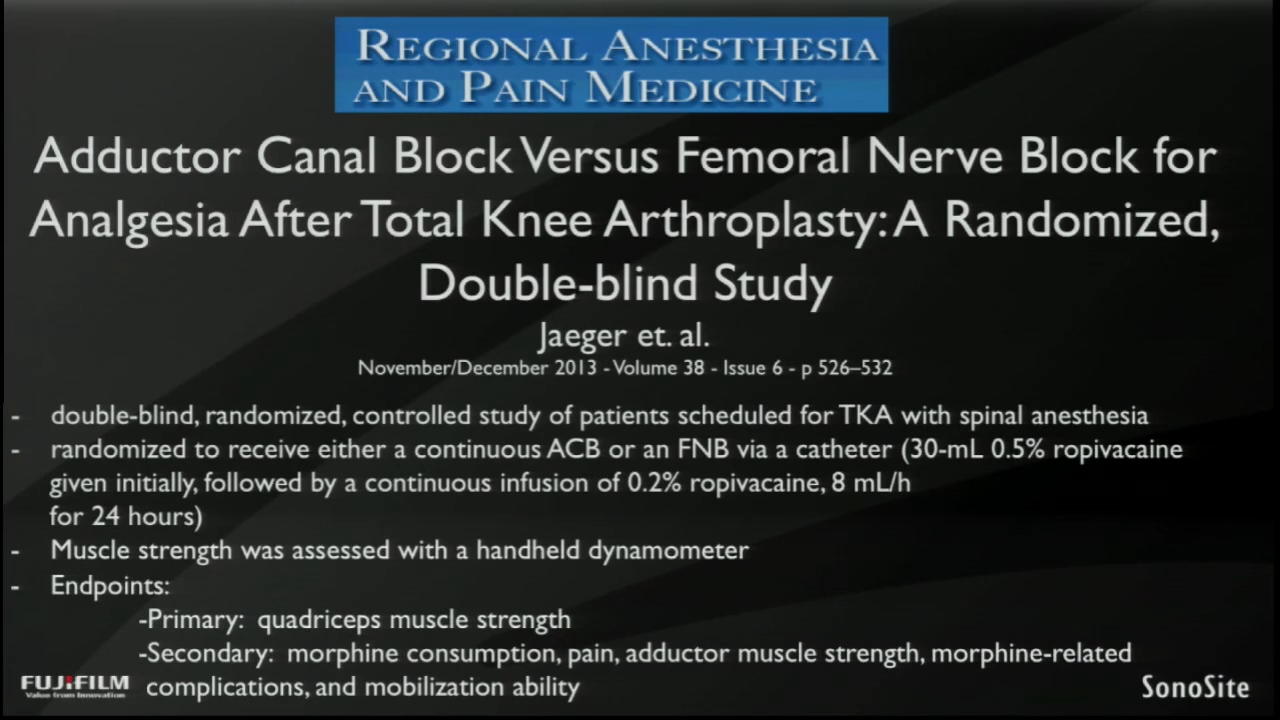 REGIONAL ANESTHESIA
AND PAIN MEDICINE
Adductor Canal Block Versus Femoral Nerve Block for
Analgesia After Total Knee Arthroplasty: A Randomized,
Double-blind Study
Jaeger et. al.
November/December 2013 - Volume 38 - Issue 6 - p 526–532
- double-blind, randomized, controlled study of patients scheduled for TKA with spinal anesthesia
- randomized to receive either a continuous ACB or an FNB via a catheter (30-mL 0.5% ropivacaine
given initially, followed by a continuous infusion of 0.2% ropivacaine, 8 mL/h
for 24 hours)
- Muscle strength was assessed with a handheld dynamometer
- Endpoints:
-Primary: quadriceps muscle strength
-Secondary: morphine consumption, pain, adductor muscle strength, morphine-related
complications, and mobilization ability
FUJIFILM
Value from Innovation
SonoSite